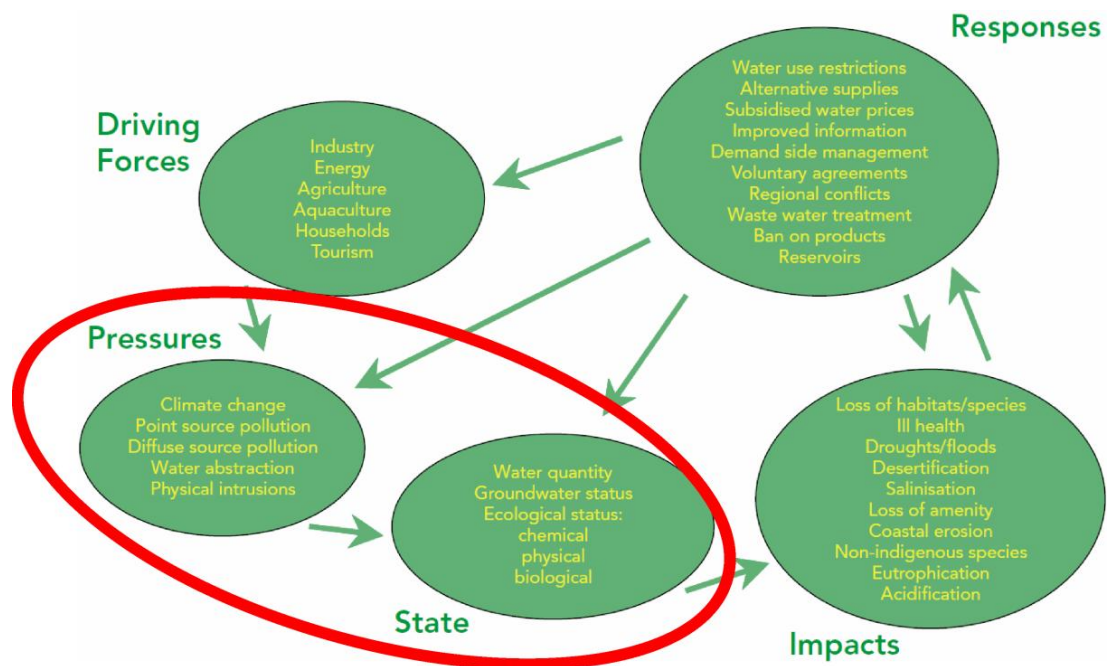 Responses
Water use restrictions
Alternative supplies
Subsidised water prices
Improved information
Demand side management
Voluntary agreements
Regional conflicts
Waste water treatment
Ban on products
Reservoirs
Driving
Forces
Industry
Energy
Agriculture
Aquaculture
Households
Tourism
Pressures
Climate change
Point source pollution
Diffuse source pollution
Water abstraction
Physical intrusions
Water quantity
Groundwater status
Ecological status:
chemical
physical
biological
State
Loss of habitats/species
Ill health
Droughts/floods
Desertification
Salinisation
Loss of amenity
Coastal erosion
Non-indigenous species
Eutrophication
Acidification
Impacts